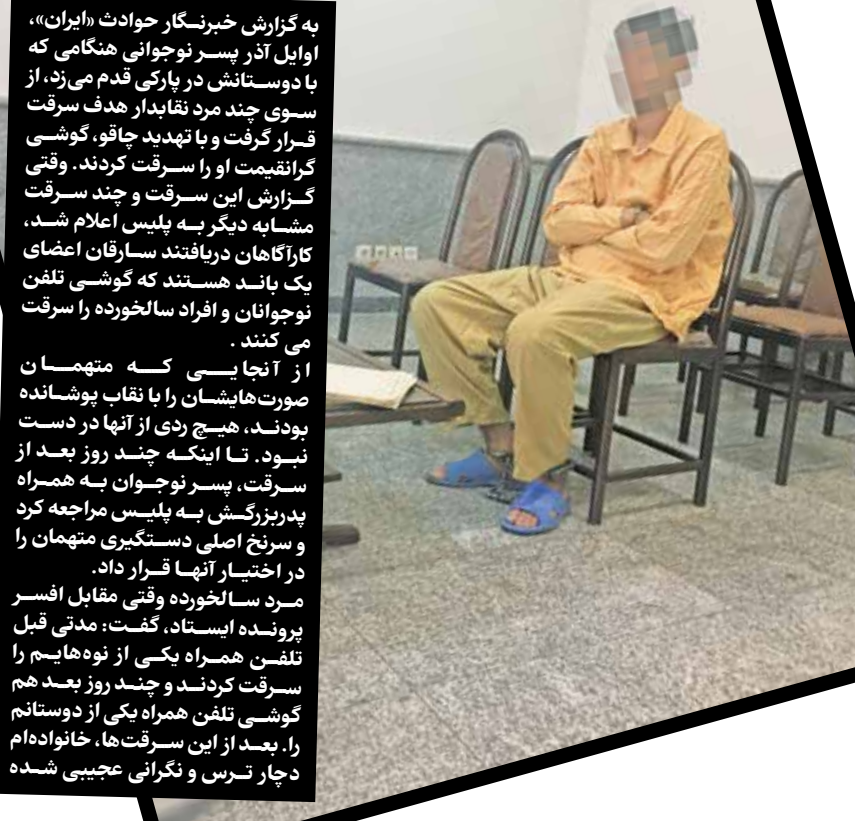 به گزارش خبرنگار حوادث «ایران»،
اوایل آذر پسر نوجوانی هنگامی که
با دوستانش در پارکی قدم می‌زد، از
سوی چند مرد نقابدار هدف سرقت
قرار گرفت و با تهدید چاقو، گوشی
گرانقیمت او را سرقت کردند. وقتی
گزارش این سرقت و چند سرقت
مشابه دیگر به پلیس اعلام شد،
کارآگاهان دریافتند سارقان اعضای
یک باند هستند که گوشی تلفن
نوجوانان و افراد سالخورده را سرقت
می کنند .
از آنجایی که متهمان
صورت‌هایشان را با نقاب پوشانده
بودند، هیچ ردی از آنها در دست
نبود. تا اینکه چند روز بعد از
سرقت، پسر نوجوان به همراه
پدربزرگش به پلیس مراجعه کرد
و سرنخ اصلی دستگیری متهمان را
در اختیار آنها قرار داد.
مرد سالخورده وقتی مقابل افسر
پرونده ایستاد، گفت: مدتی قبل
تلفن همراه یکی از نوه‌هایم را
سرقت کردند و چند روز بعد هم
گوشی تلفن همراه یکی از دوستانم
را. بعد از این سرقت‌ها، خانواده‌ام
دچار ترس و نگرانی عجیبی شده